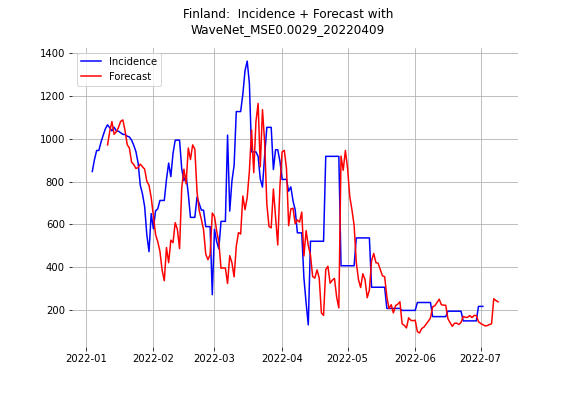 Finland:  Incidence + Forecast with
WaveNet_MSE0.0029_20220409
Incidence
Forecast
1400
1200
1000
800
600
400
200
2022-01 2022-02 2022-03 2022-04 2022-05 2022-06 2022-07